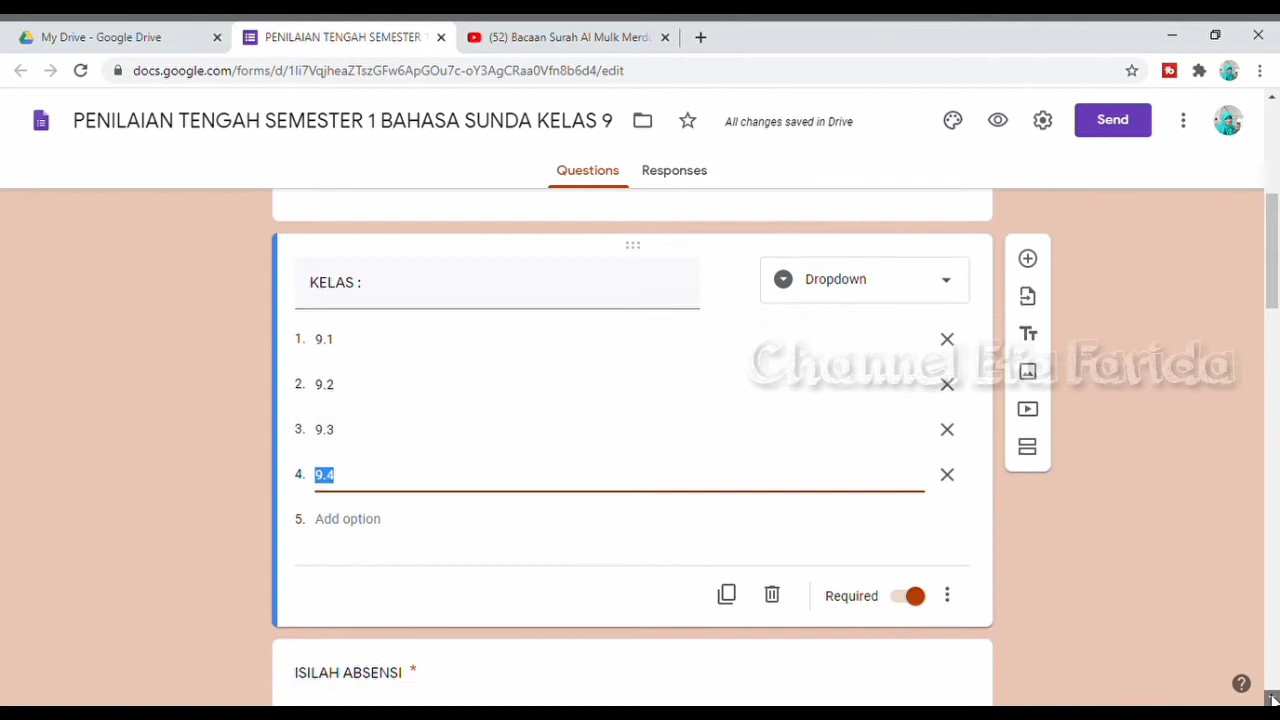 My Drive - Google Drive
PENILAIAN TENGAH SEMESTER 1
(52) Bacaan Surah Al Mulk Merdu
docs.google.com/forms/d/1Ii7VqjheaZTszGFw6ApGOu7c-oY3AgCRaa0Vfn8b6d4/edit
PENILAIAN TENGAH SEMESTER 1 BAHASA SUNDA KELAS 9
All changes saved in Drive
Send
Questions
Responses
KELAS :
Dropdown
1. 9.1
2. 9.2
Channel Efa Farida
3. 9.3
4. 9.4
5. Add option
Required
ISILAH ABSENSI *